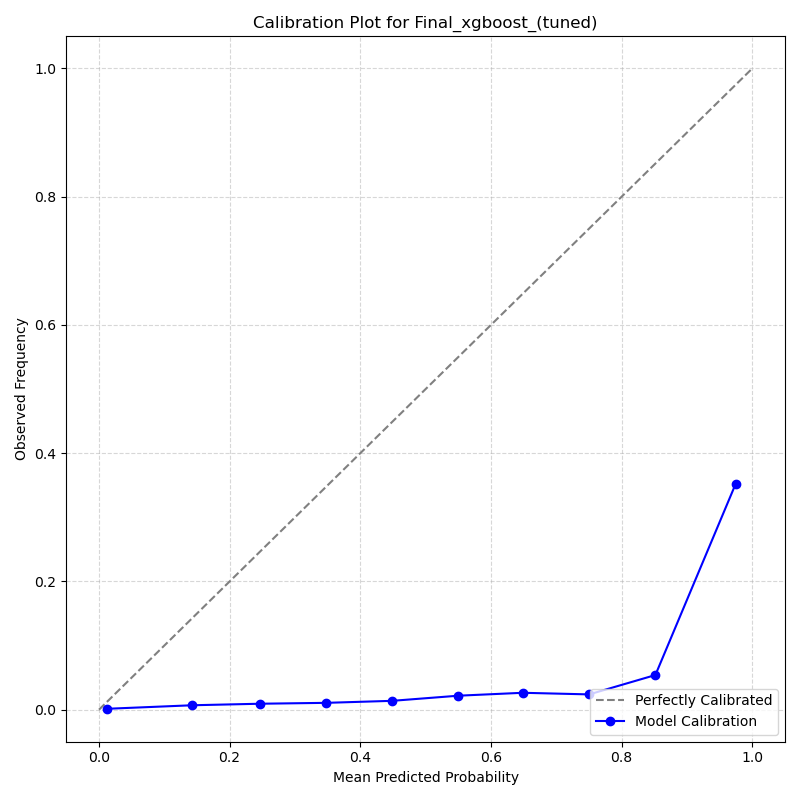 Calibration Plot for Final_xgboost_(tuned)
Observed Frequency
1.0
0.8
0.6
0.4
0.2
0.0
Perfectly Calibrated
Model Calibration
0.0 0.2 0.4 0.6 0.8 1.0
Mean Predicted Probability